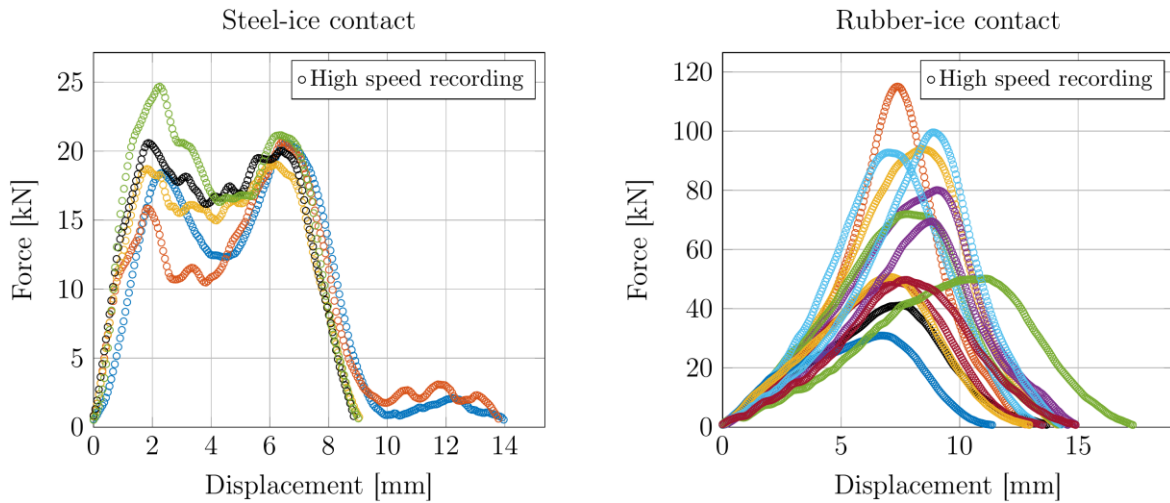 Steel-ice contact
High speed recording
25
20
15
10
5
0
0 2 4 6 8 10 12 14
Force [kN]
Displacement [mm]
Rubber-ice contact
High speed recording
120
100
80
60
40
20
0
0 5 10 15
Force [kN]
Displacement [mm]